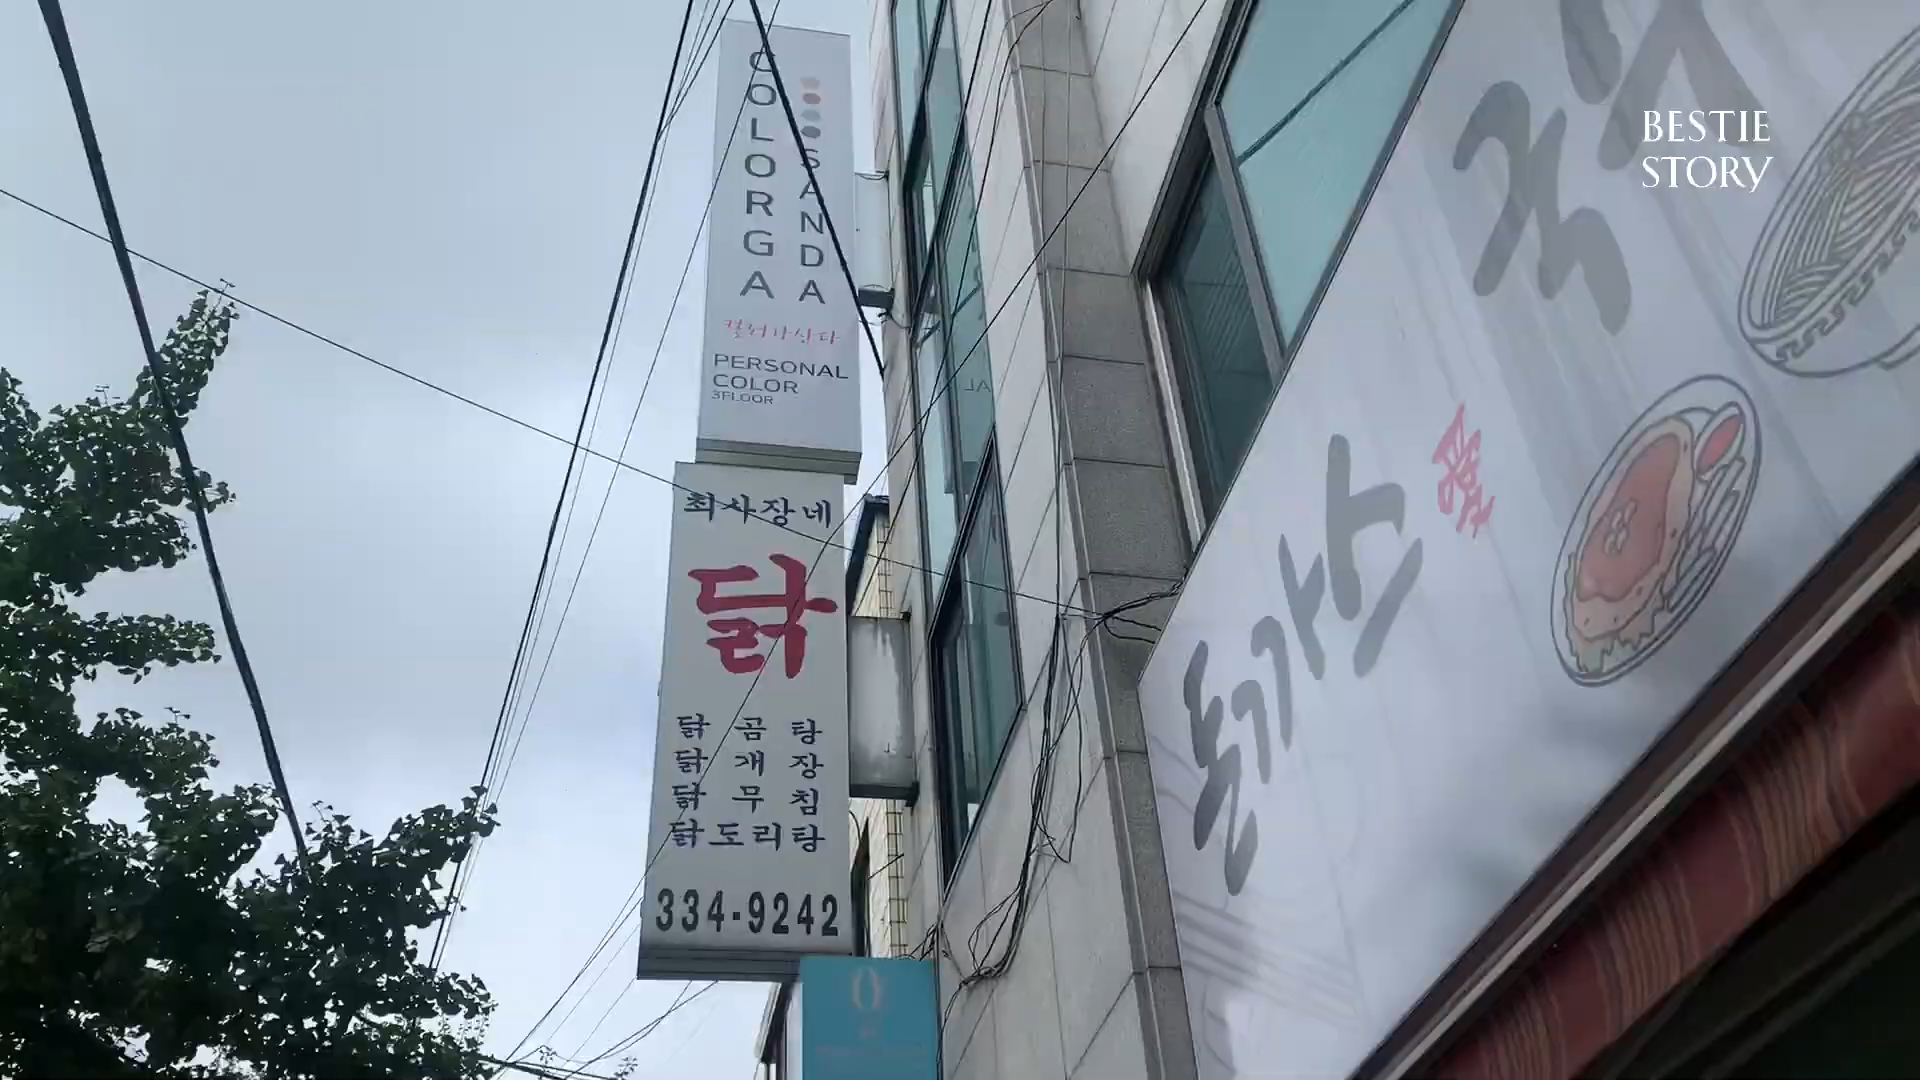 COLORGA
SANDA
컬러가산다
PERSONAL
COLOR
3FLOOR
최사장네
닭
닭곰탕
닭개장
닭무침
닭도리탕
334-9242
BESTIE
STORY
국수
돈가스